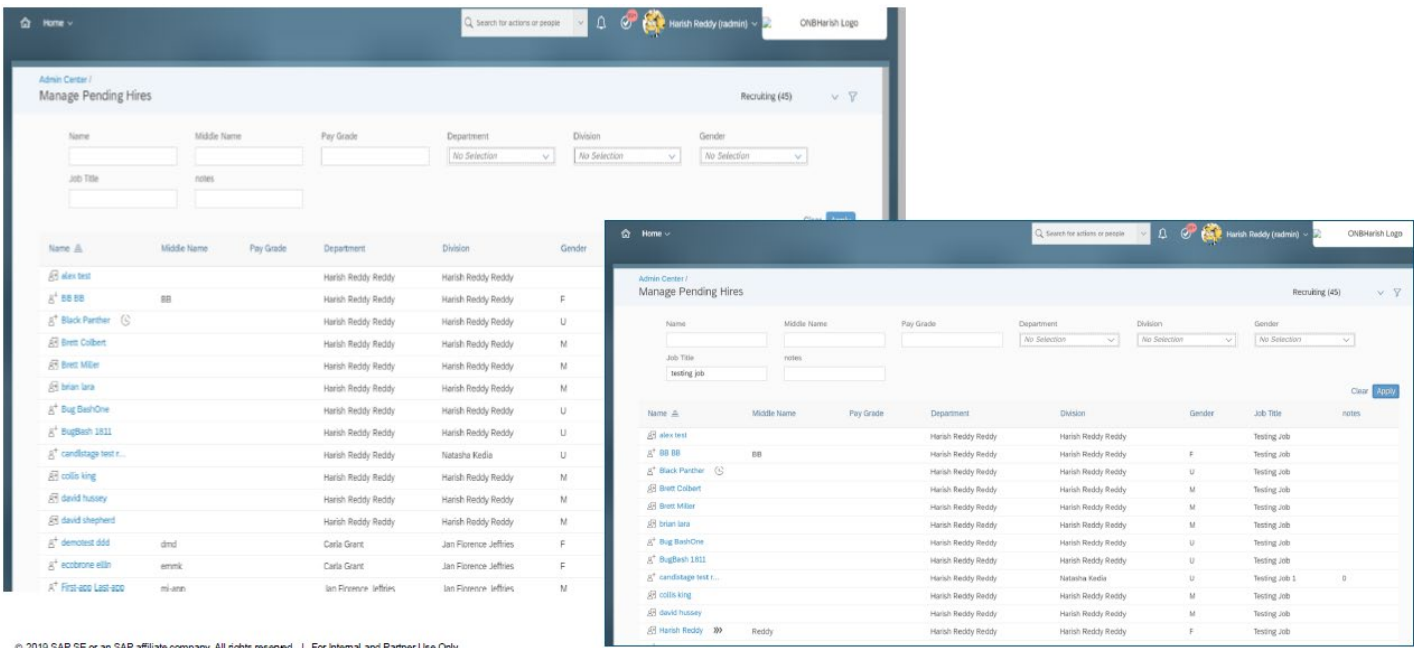 Home
Search for actions or people
Harish Reddy (radmin)
ONBHarish Logo
Admin Center /
Manage Pending Hires
Recruiting (45)
Name Middle Name Pay Grade Department Division Gender
No Selection No Selection No Selection
Job Title notes
Clear Apply
Name Middle Name Pay Grade Department Division Gender
alex test Harish Reddy Reddy Harish Reddy Reddy
BB BB BB Harish Reddy Reddy Harish Reddy Reddy F
Black Panther Harish Reddy Reddy Harish Reddy Reddy U
Brett Colbert Harish Reddy Reddy Harish Reddy Reddy M
Brett Miller Harish Reddy Reddy Harish Reddy Reddy M
brian lara Harish Reddy Reddy Harish Reddy Reddy M
Bug BashOne Harish Reddy Reddy Harish Reddy Reddy U
BugBash 1811 Harish Reddy Reddy Harish Reddy Reddy U
candistage test r... Harish Reddy Reddy Natasha Kedia U
collis king Harish Reddy Reddy Harish Reddy Reddy M
david hussey Harish Reddy Reddy Harish Reddy Reddy M
david shepherd Harish Reddy Reddy Harish Reddy Reddy M
demotest ddd dmd Carla Grant Jan Florence Jeffries F
ecobrone ellin emmk Carla Grant Jan Florence Jeffries F
First-app Last-app mi-app Jan Florence Jeffries Jan Florence Jeffries M
Home
Search for actions or people
Harish Reddy (radmin)
ONBHarish Logo
Admin Center /
Manage Pending Hires
Recruiting (45)
Name Middle Name Pay Grade Department Division Gender
No Selection No Selection No Selection
Job Title notes
testing job
Clear Apply
Name Middle Name Pay Grade Department Division Gender Job Title notes
alex test Harish Reddy Reddy Harish Reddy Reddy Testing Job
BB BB BB Harish Reddy Reddy Harish Reddy Reddy F Testing Job
Black Panther Harish Reddy Reddy Harish Reddy Reddy U Testing Job
Brett Colbert Harish Reddy Reddy Harish Reddy Reddy M Testing Job
Brett Miller Harish Reddy Reddy Harish Reddy Reddy M Testing Job
brian lara Harish Reddy Reddy Harish Reddy Reddy M Testing Job
Bug BashOne Harish Reddy Reddy Harish Reddy Reddy U Testing Job
BugBash 1811 Harish Reddy Reddy Harish Reddy Reddy U Testing Job
candistage test r... Harish Reddy Reddy Natasha Kedia U Testing Job 1 0
collis king Harish Reddy Reddy Harish Reddy Reddy M Testing Job
david hussey Harish Reddy Reddy Harish Reddy Reddy M Testing Job
Harish Reddy Reddy Harish Reddy Reddy Harish Reddy Reddy F Testing Job
© 2019 SAP SE or an SAP affiliate company. All rights reserved. | For Internal and Partner Use Only